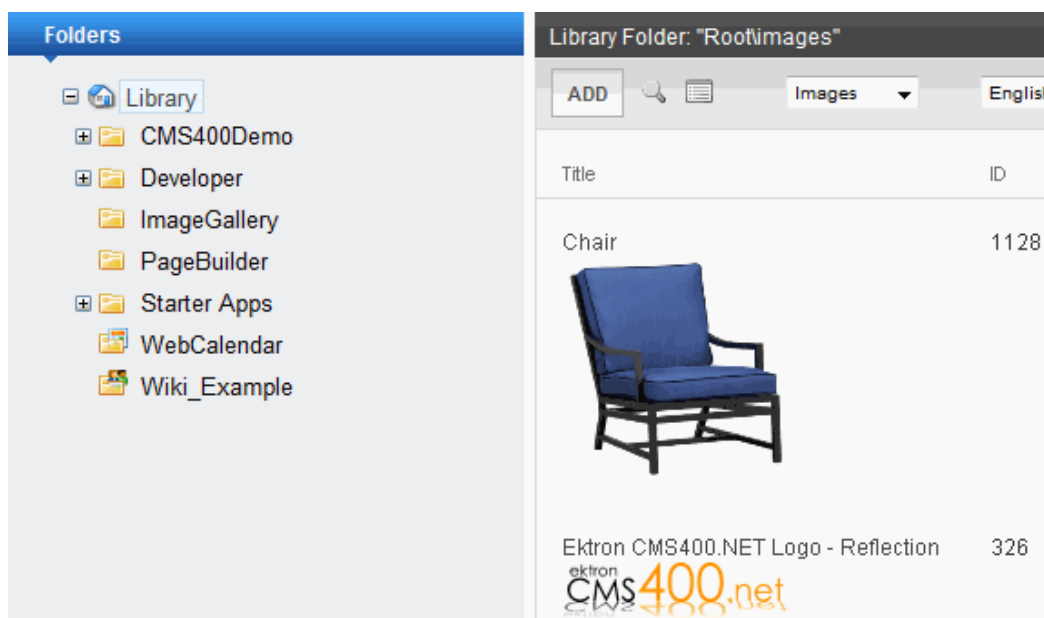 Folders
Library
CMS400Demo
Developer
ImageGallery
PageBuilder
Starter Apps
WebCalendar
Wiki_Example
Library Folder: "Root\images"
ADD Images English
Title ID
Chair 1128
Ektron CMS400.NET Logo - Reflection 326
ektron
CMS400.net